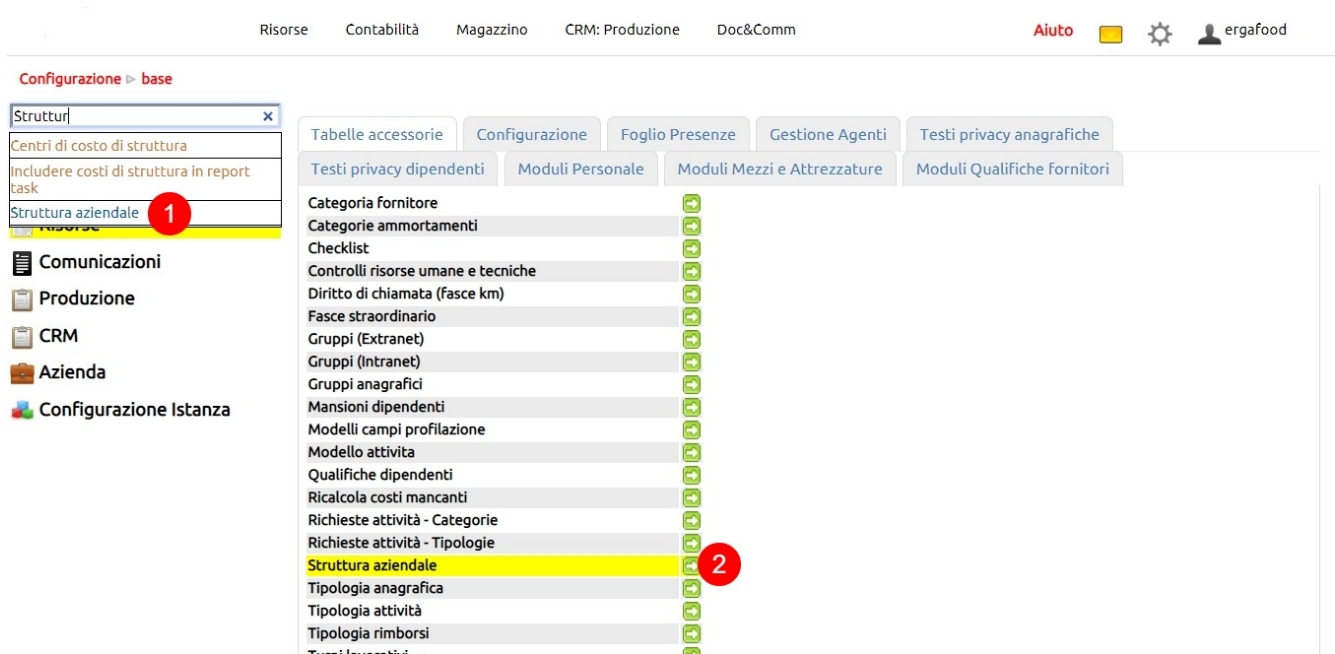 Risorse Contabilità Magazzino CRM: Produzione Doc&Comm Aiuto ergafood
Configurazione ▷ base
Struttur ×
Centri di costo di struttura
Includere costi di struttura in report
task
Struttura aziendale 1
Risorse
Comunicazioni
Produzione
CRM
Azienda
Configurazione Istanza
Tabelle accessorie Configurazione Foglio Presenze Gestione Agenti Testi privacy anagrafiche
Testi privacy dipendenti Moduli Personale Moduli Mezzi e Attrezzature Moduli Qualifiche fornitori
Categoria fornitore
Categorie ammortamenti
Checklist
Controlli risorse umane e tecniche
Diritto di chiamata (fasce km)
Fasce straordinario
Gruppi (Extranet)
Gruppi (Intranet)
Gruppi anagrafici
Mansioni dipendenti
Modelli campi profilazione
Modello attivita
Qualifiche dipendenti
Ricalcola costi mancanti
Richieste attività - Categorie
Richieste attività - Tipologie
Struttura aziendale 2
Tipologia anagrafica
Tipologia attività
Tipologia rimborsi
Turni lavorativi